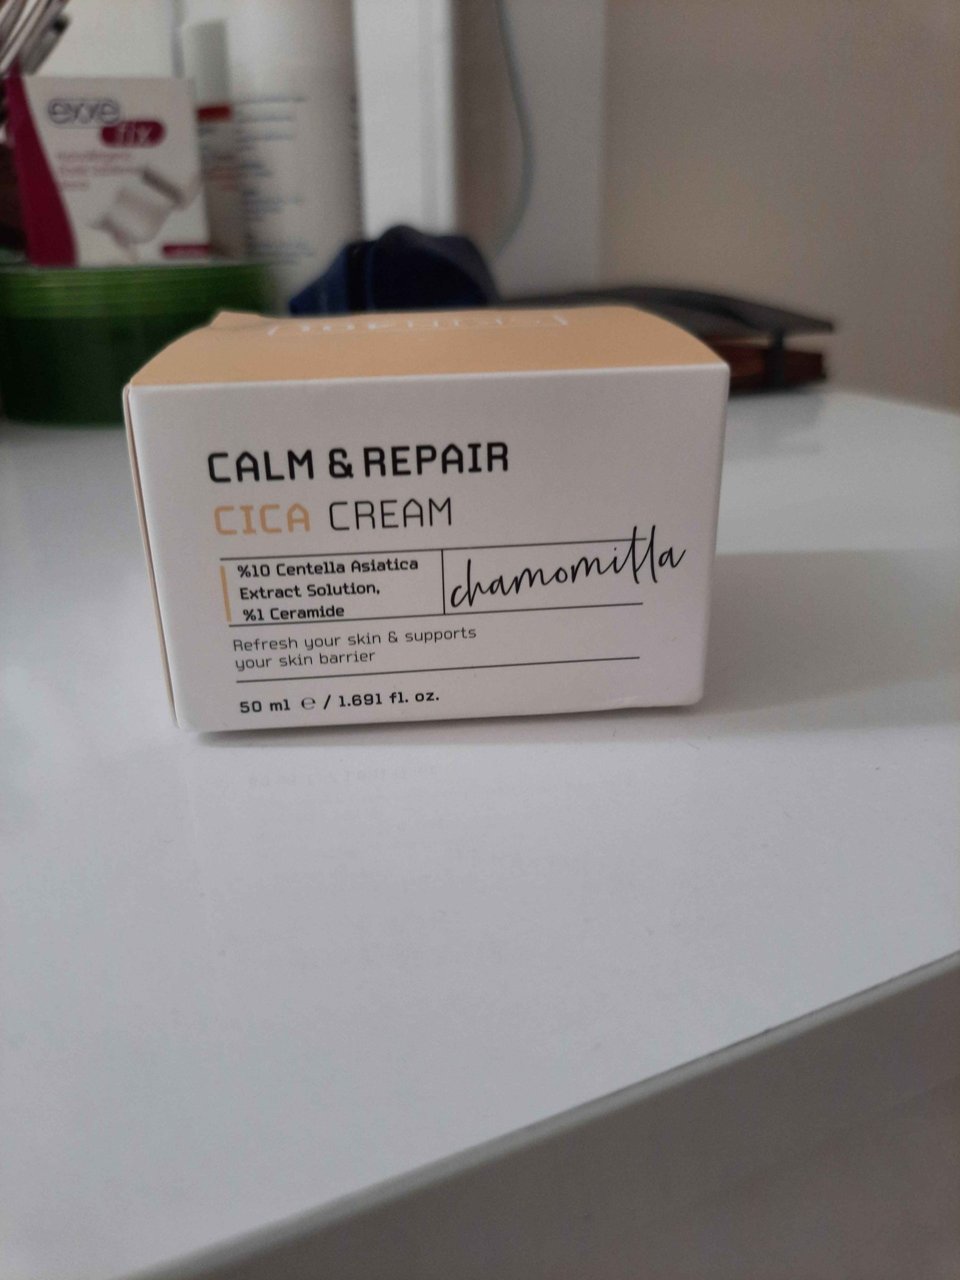 exxe
fix
CALM & REPAIR
CICA CREAM
%10 Centella Asiatica
Extract Solution,
%1 Ceramide
chamomilla
Refresh your skin & supports
your skin barrier
50 ml ℮ / 1.691 fl. oz.